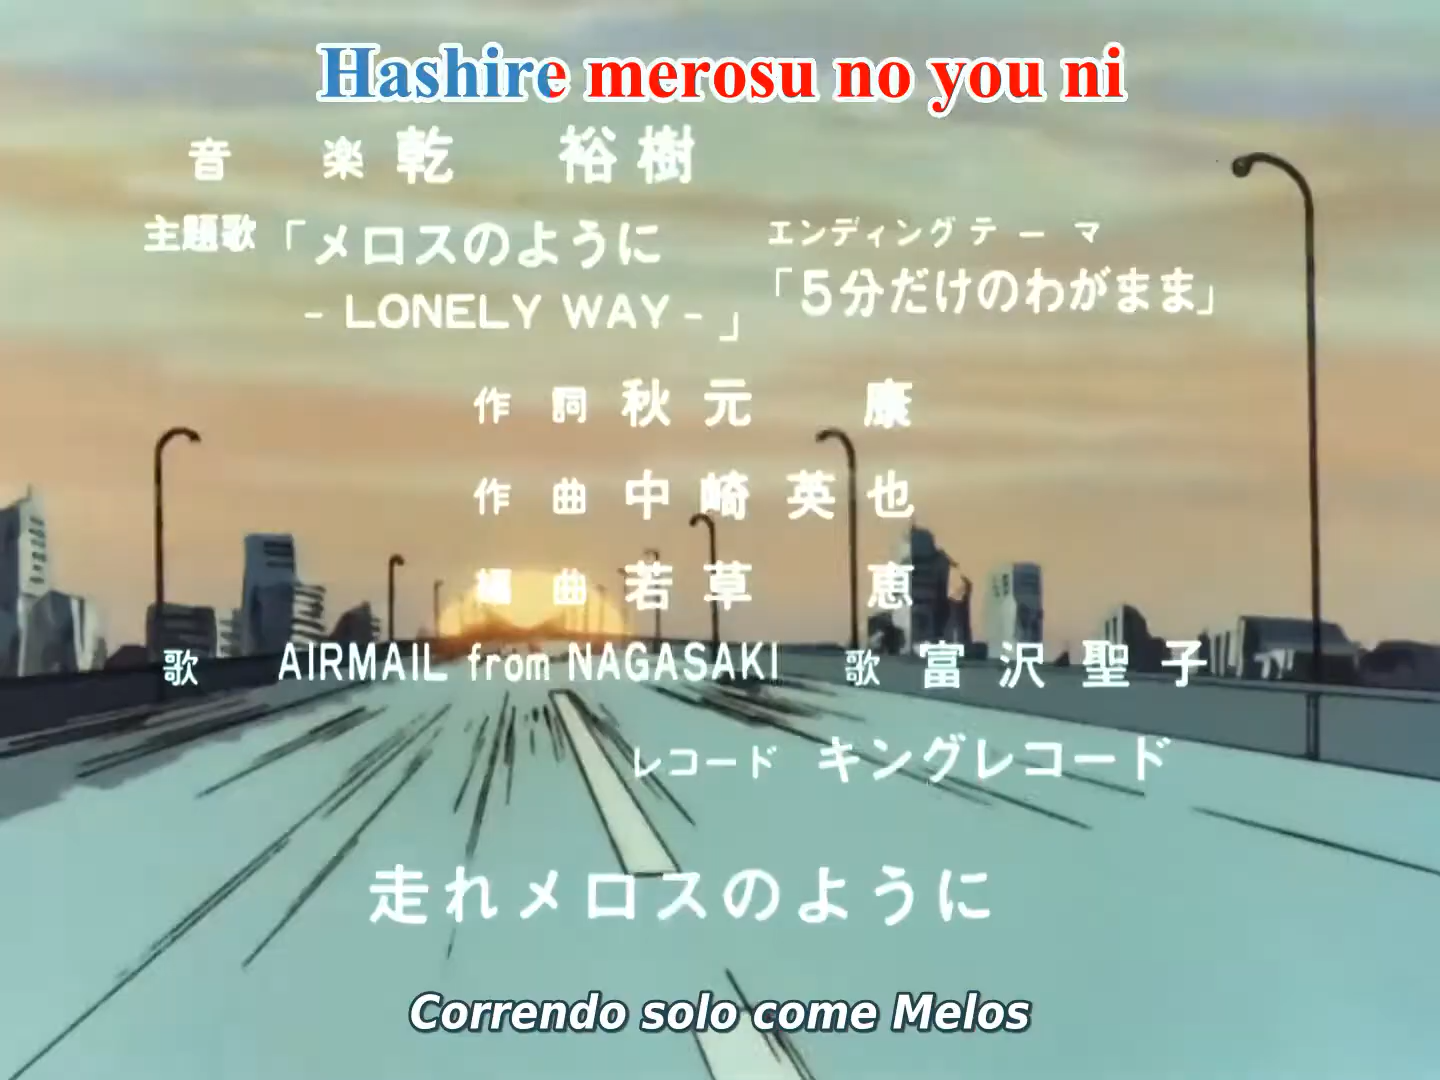 Hashire merosu no you ni
音楽 乾 裕樹
主題歌「メロスのように
- LONELY WAY -」
エンディングテーマ
「5分だけのわがまま」
作詞 秋元 康
作曲 中崎英也
編曲 若草 恵
歌 AIRMAIL from NAGASAKI 歌 富沢聖子
レコード キングレコード
走れメロスのように
Correndo solo come Melos